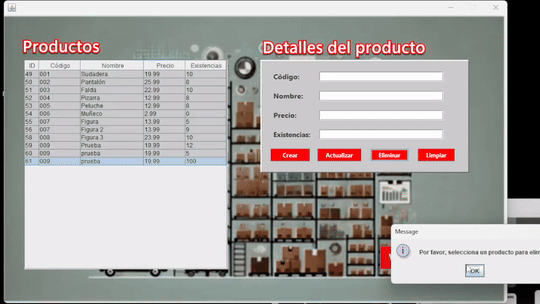 Productos
Detalles del producto
ID Código Nombre Precio Existencias
49 001 Sudadera 19.99 10
50 002 Pantalón 25.99 8
51 003 Falda 22.99 10
52 004 Pizarra 12.99 8
53 005 Peluche 12.99 8
54 006 Muñeco 2.99 0
55 007 Figura 13.99 5
56 007 Figura 2 13.99 9
58 008 Figura 3 23.99 10
59 009 Prueba 19.99 12
60 009 prueba 19.99 5
61 009 prueba 19.99 100
Código:
Nombre:
Precio:
Existencias:
Crear Actualizar Eliminar Limpiar
Message
Por favor, selecciona un producto para elim
OK